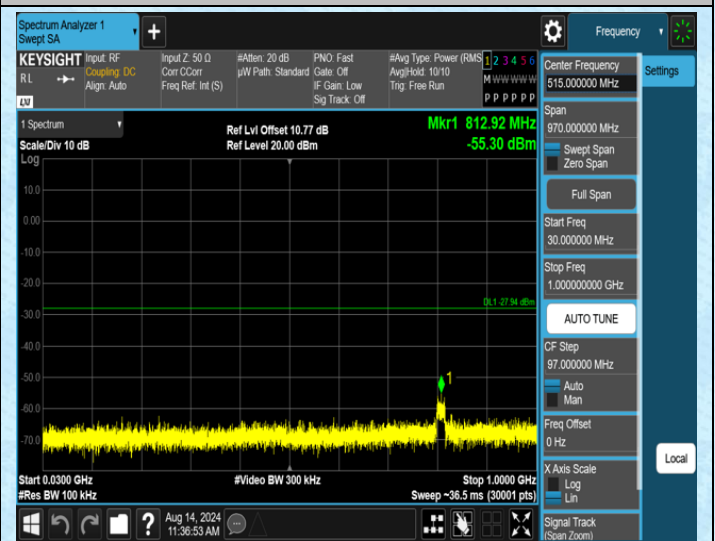 Spectrum Analyzer 1
Swept SA
+
Frequency
KEYSIGHT
RL
LXI
Input: RF
Coupling: DC
Align: Auto
Input Z: 50 Ω
Corr CCorr
Freq Ref: Int (S)
#Atten: 20 dB
µW Path: Standard
PNO: Fast
Gate: Off
IF Gain: Low
Sig Track: Off
#Avg Type: Power (RMS
Avg|Hold: 10/10
Trig: Free Run
1 2 3 4 5 6
M W W W W W
P P P P P P
1 Spectrum
Scale/Div 10 dB
Log
Ref Lvl Offset 10.77 dB
Ref Level 20.00 dBm
Mkr1 812.92 MHz
-55.30 dBm
10.0
0.00
-10.0
-20.0
DL1 -27.94 dBm
-30.0
-40.0
-50.0
1
-60.0
-70.0
Start 0.0300 GHz
#Res BW 100 kHz
#Video BW 300 kHz
Stop 1.0000 GHz
Sweep ~36.5 ms (30001 pts)
Center Frequency
515.000000 MHz
Settings
Span
970.000000 MHz
Swept Span
Zero Span
Full Span
Start Freq
30.000000 MHz
Stop Freq
1.000000000 GHz
AUTO TUNE
CF Step
97.000000 MHz
Auto
Man
Freq Offset
0 Hz
X Axis Scale
Log
Lin
Local
Signal Track
(Span Zoom)
?
Aug 14, 2024
11:36:53 AM